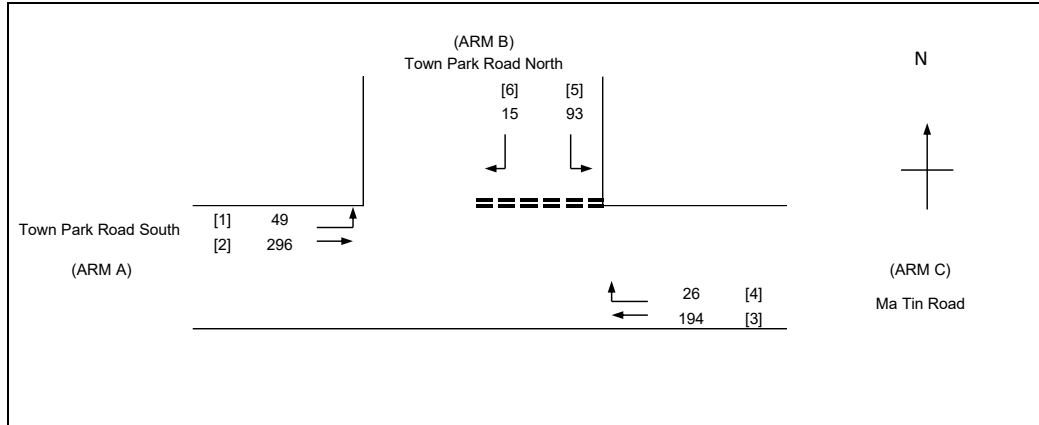 (ARM B)
Town Park Road North
N
[6] [5]
15 93
[1] 49
Town Park Road South
[2] 296
(ARM A)
(ARM C)
26 [4]
Ma Tin Road
194 [3]